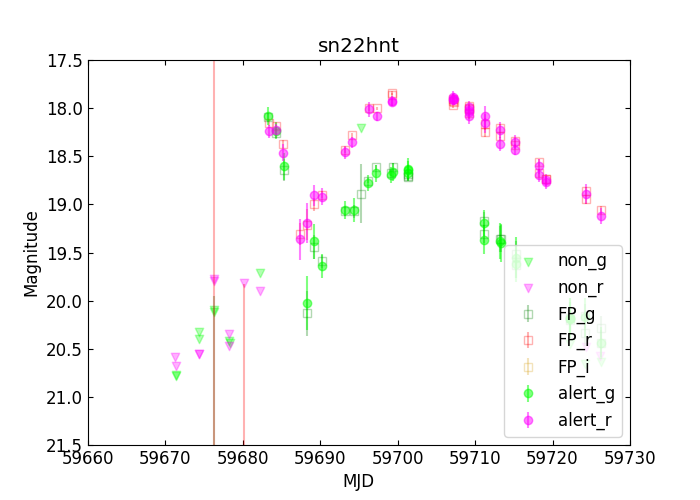 sn22hnt
17.5
18.0
18.5
19.0
19.5
20.0
20.5
21.0
21.5
Magnitude
non_g
non_r
FP_g
FP_r
FP_i
alert_g
alert_r
59660 59670 59680 59690 59700 59710 59720 59730
MJD